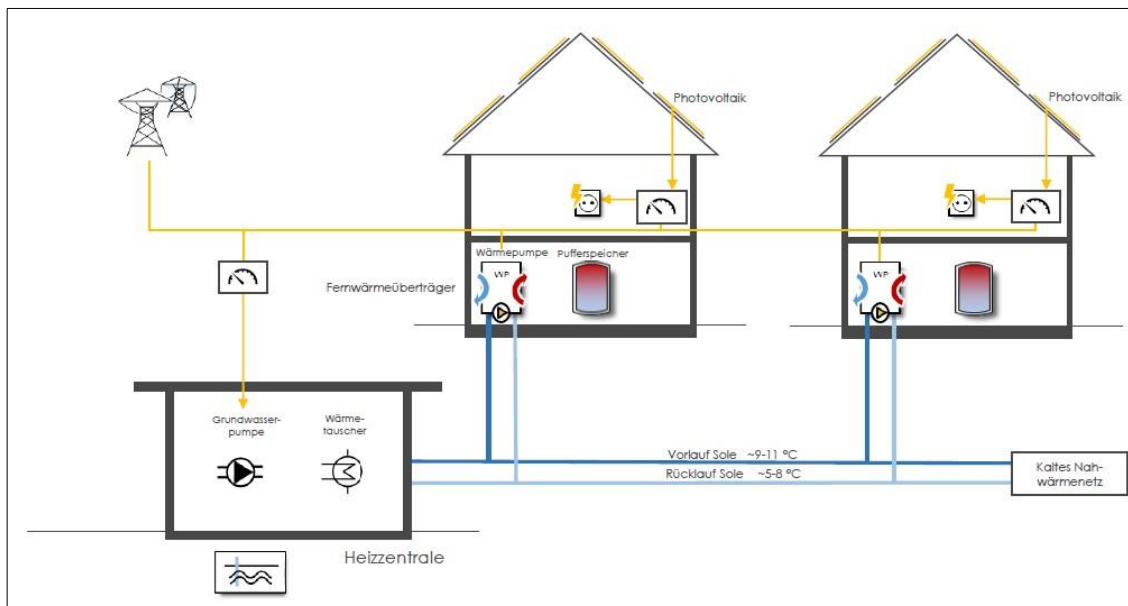 Photovoltaik
Photovoltaik
Wärmepumpe
Pufferspeicher
WP
WP
Fernwärmeüberträger
Grundwasser-
pumpe
Wärme-
tauscher
Vorlauf Sole ~9-11 °C
Rücklauf Sole ~5-8 °C
Kaltes Nah-
wärmenetz
Heizzentrale